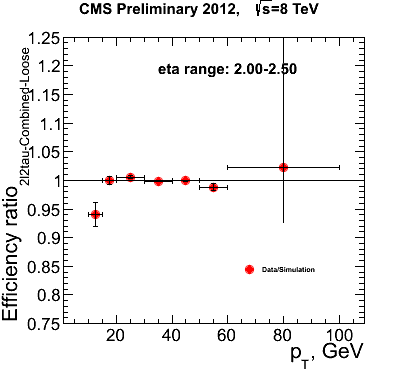 CMS Preliminary 2012, √s=8 TeV
eta range: 2.00-2.50
Efficiency ratio 2l2tau-Combined-Loose
1.25
1.2
1.15
1.1
1.05
1
0.95
0.9
0.85
0.8
0.75
Data/Simulation
20 40 60 80 100
p_T, GeV